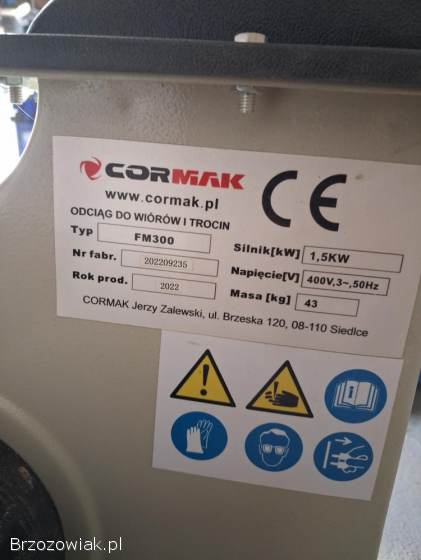 CORMAK
CE
www.cormak.pl
ODCIĄG DO WIÓRÓW I TROCIN
Typ FM300
Nr fabr. 202209235
Rok prod. 2022
Silnik[kW] 1,5KW
Napięcie[V] 400V,3~,50Hz
Masa [kg] 43
CORMAK Jerzy Zalewski, ul. Brzeska 120, 08-110 Siedlce
Brzozowiak.pl